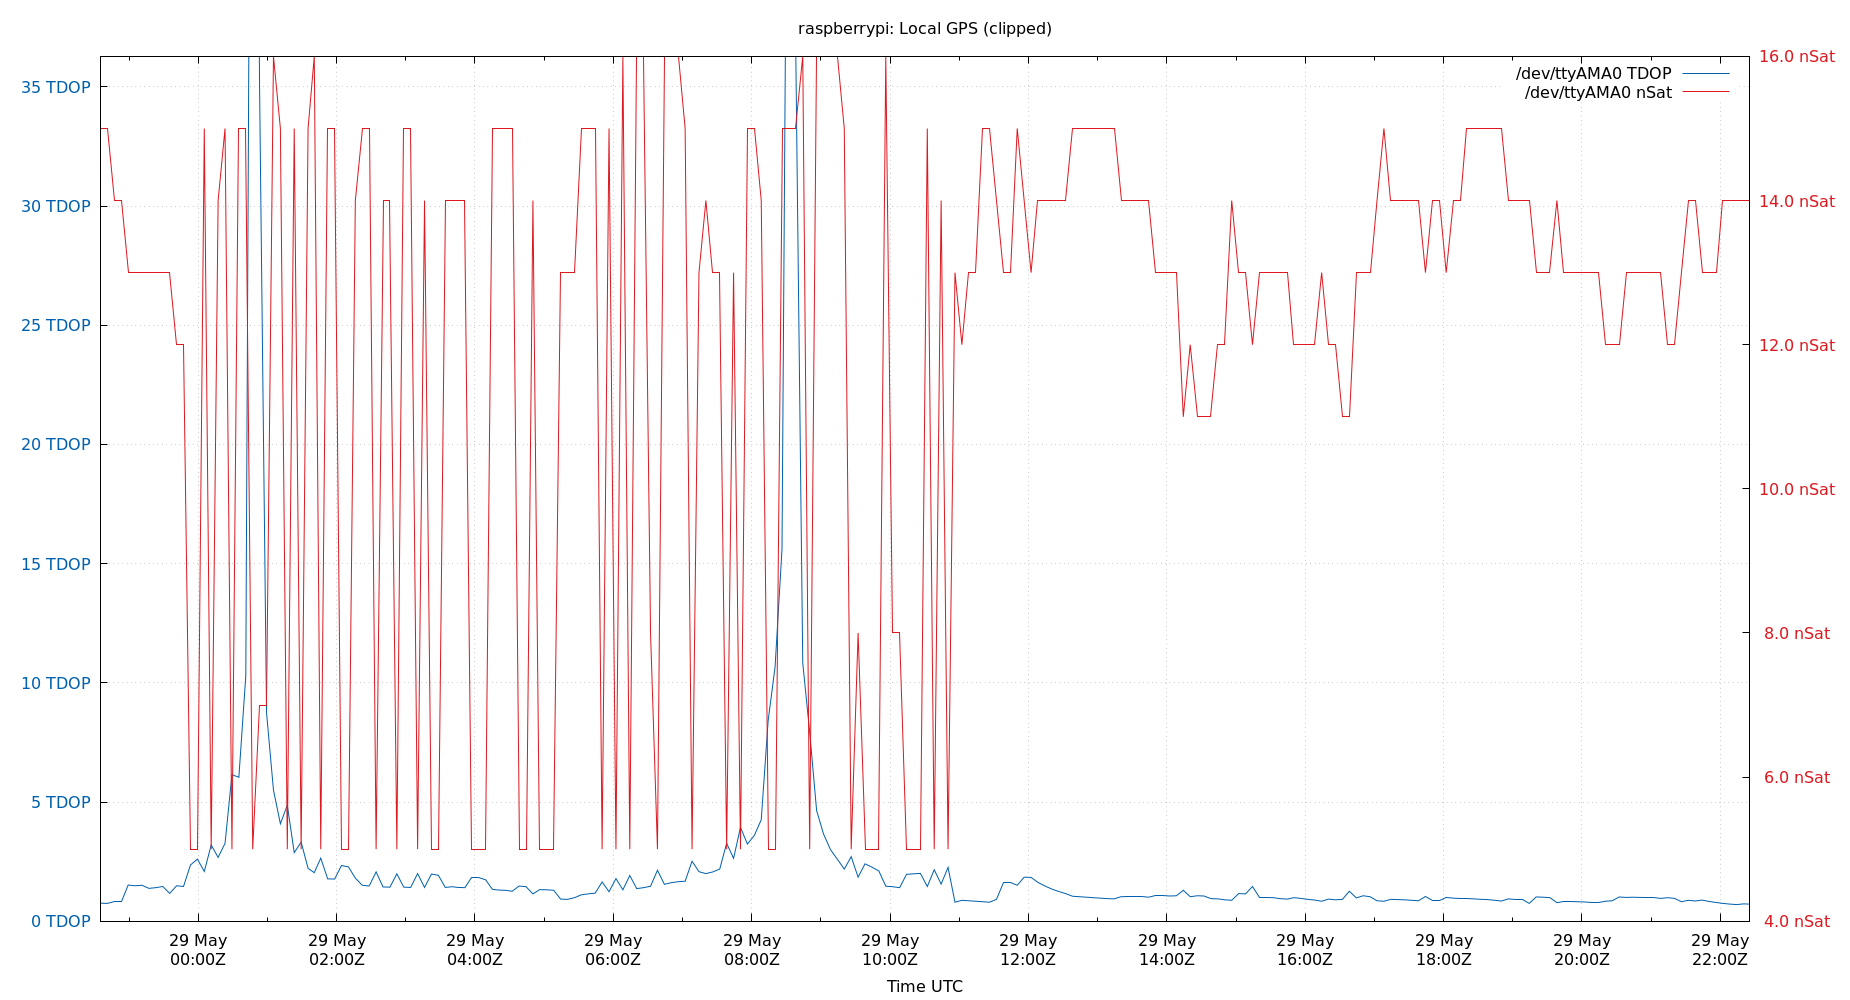 raspberrypi: Local GPS (clipped)
/dev/ttyAMA0 TDOP
/dev/ttyAMA0 nSat
35 TDOP
30 TDOP
25 TDOP
20 TDOP
15 TDOP
10 TDOP
5 TDOP
0 TDOP
16.0 nSat
14.0 nSat
12.0 nSat
10.0 nSat
8.0 nSat
6.0 nSat
4.0 nSat
29 May 29 May 29 May 29 May 29 May 29 May 29 May 29 May 29 May 29 May 29 May 29 May
00:00Z 02:00Z 04:00Z 06:00Z 08:00Z 10:00Z 12:00Z 14:00Z 16:00Z 18:00Z 20:00Z 22:00Z
Time UTC